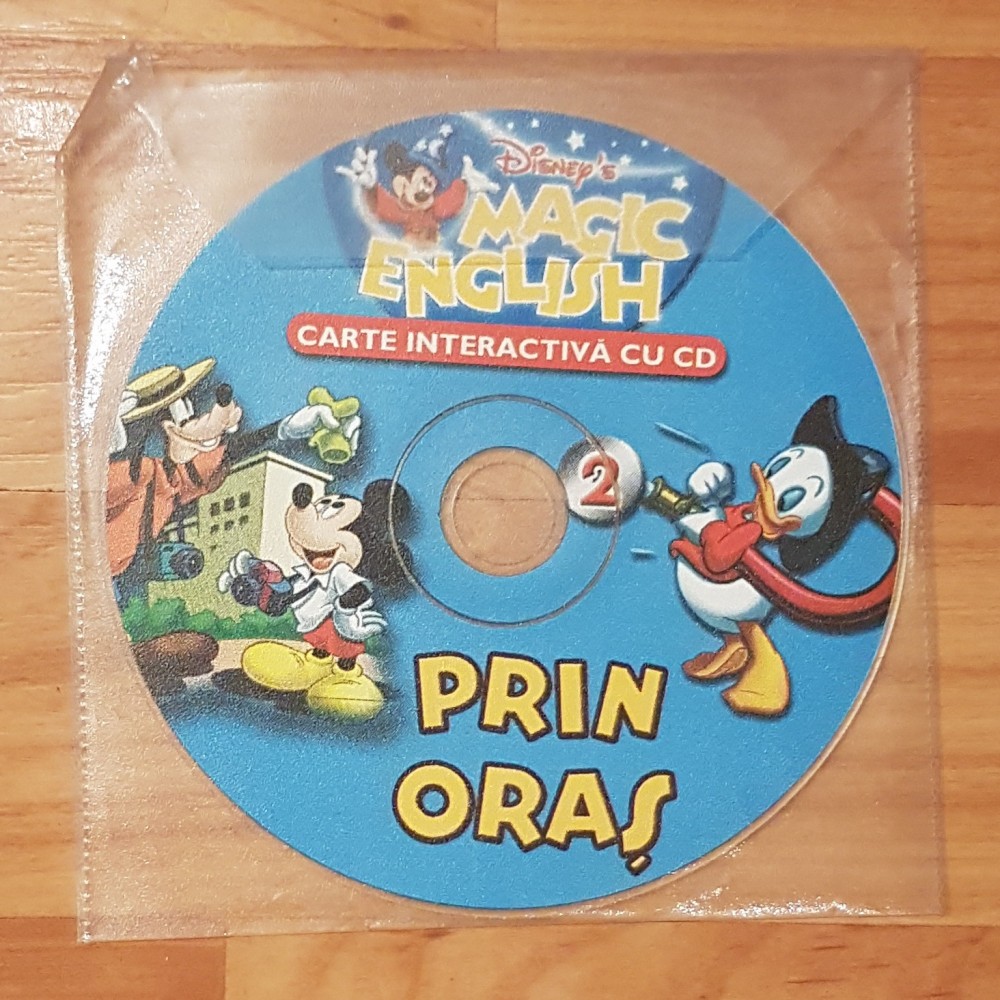 Disney's
MAGIC
ENGLISH
CARTE INTERACTIVĂ CU CD
2
PRIN
ORAȘ